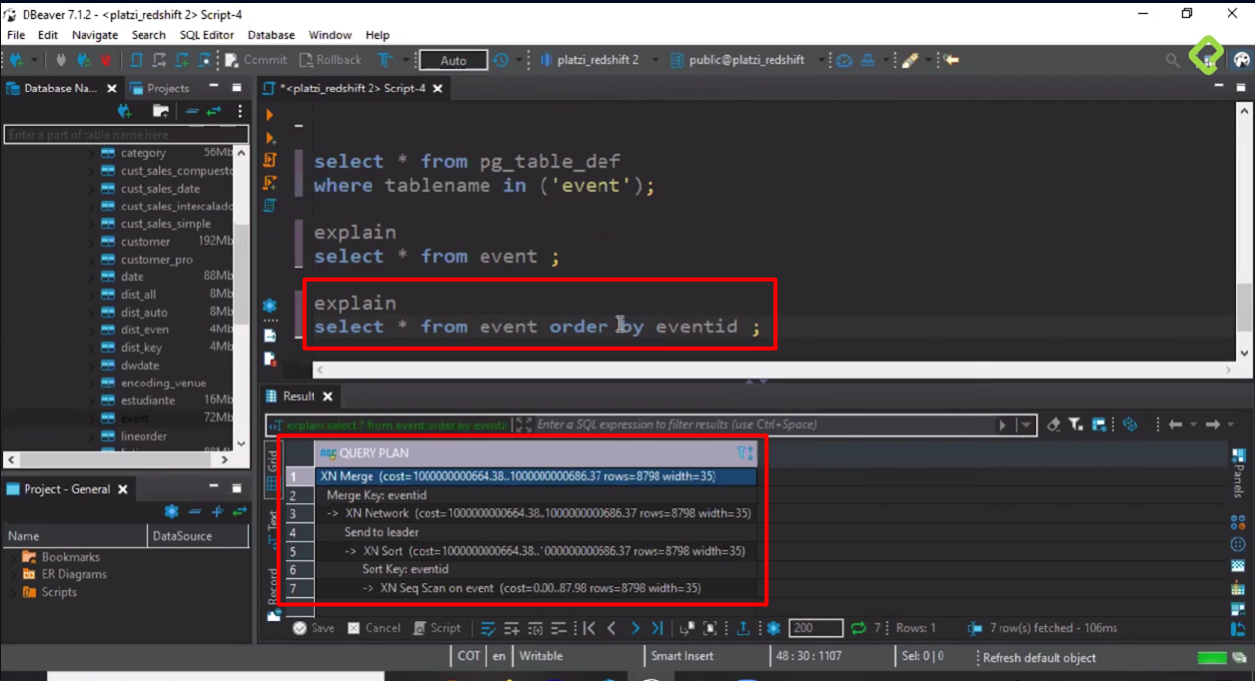 DBeaver 7.1.2 - <platzi_redshift 2> Script-4
File Edit Navigate Search SQL Editor Database Window Help
Commit Rollback Auto platzi_redshift 2 public@platzi_redshift
Database Na... Projects
*<platzi_redshift 2> Script-4
Enter a part of table name here
category 56Mb
cust_sales_compuesto
cust_sales_date
cust_sales_intercalado
cust_sales_simple
customer 192Mb
customer_pro
date 88Mb
dist_all 8Mb
dist_auto 8Mb
dist_even 4Mb
dist_key 4Mb
dwdate
encoding_venue
estudiante 16Mb
event 72Mb
lineorder
select * from pg_table_def
where tablename in ('event');
explain
select * from event ;
explain
select * from event order by eventid ;
Project - General
Name DataSource
Bookmarks
ER Diagrams
Scripts
Result
explain select * from event order by eventi
Enter a SQL expression to filter results (use Ctrl+Space)
Grid
Text
Record
Panels
QUERY PLAN
1 XN Merge (cost=1000000000664.38..1000000000686.37 rows=8798 width=35)
2 Merge Key: eventid
3 -> XN Network (cost=1000000000664.38..1000000000686.37 rows=8798 width=35)
4 Send to leader
5 -> XN Sort (cost=1000000000664.38..1000000000686.37 rows=8798 width=35)
6 Sort Key: eventid
7 -> XN Seq Scan on event (cost=0.00..87.98 rows=8798 width=35)
Save Cancel Script 200 7 Rows: 1 7 row(s) fetched - 106ms
COT en Writable Smart Insert 48 : 30 : 1107 Sel: 0 | 0 Refresh default object